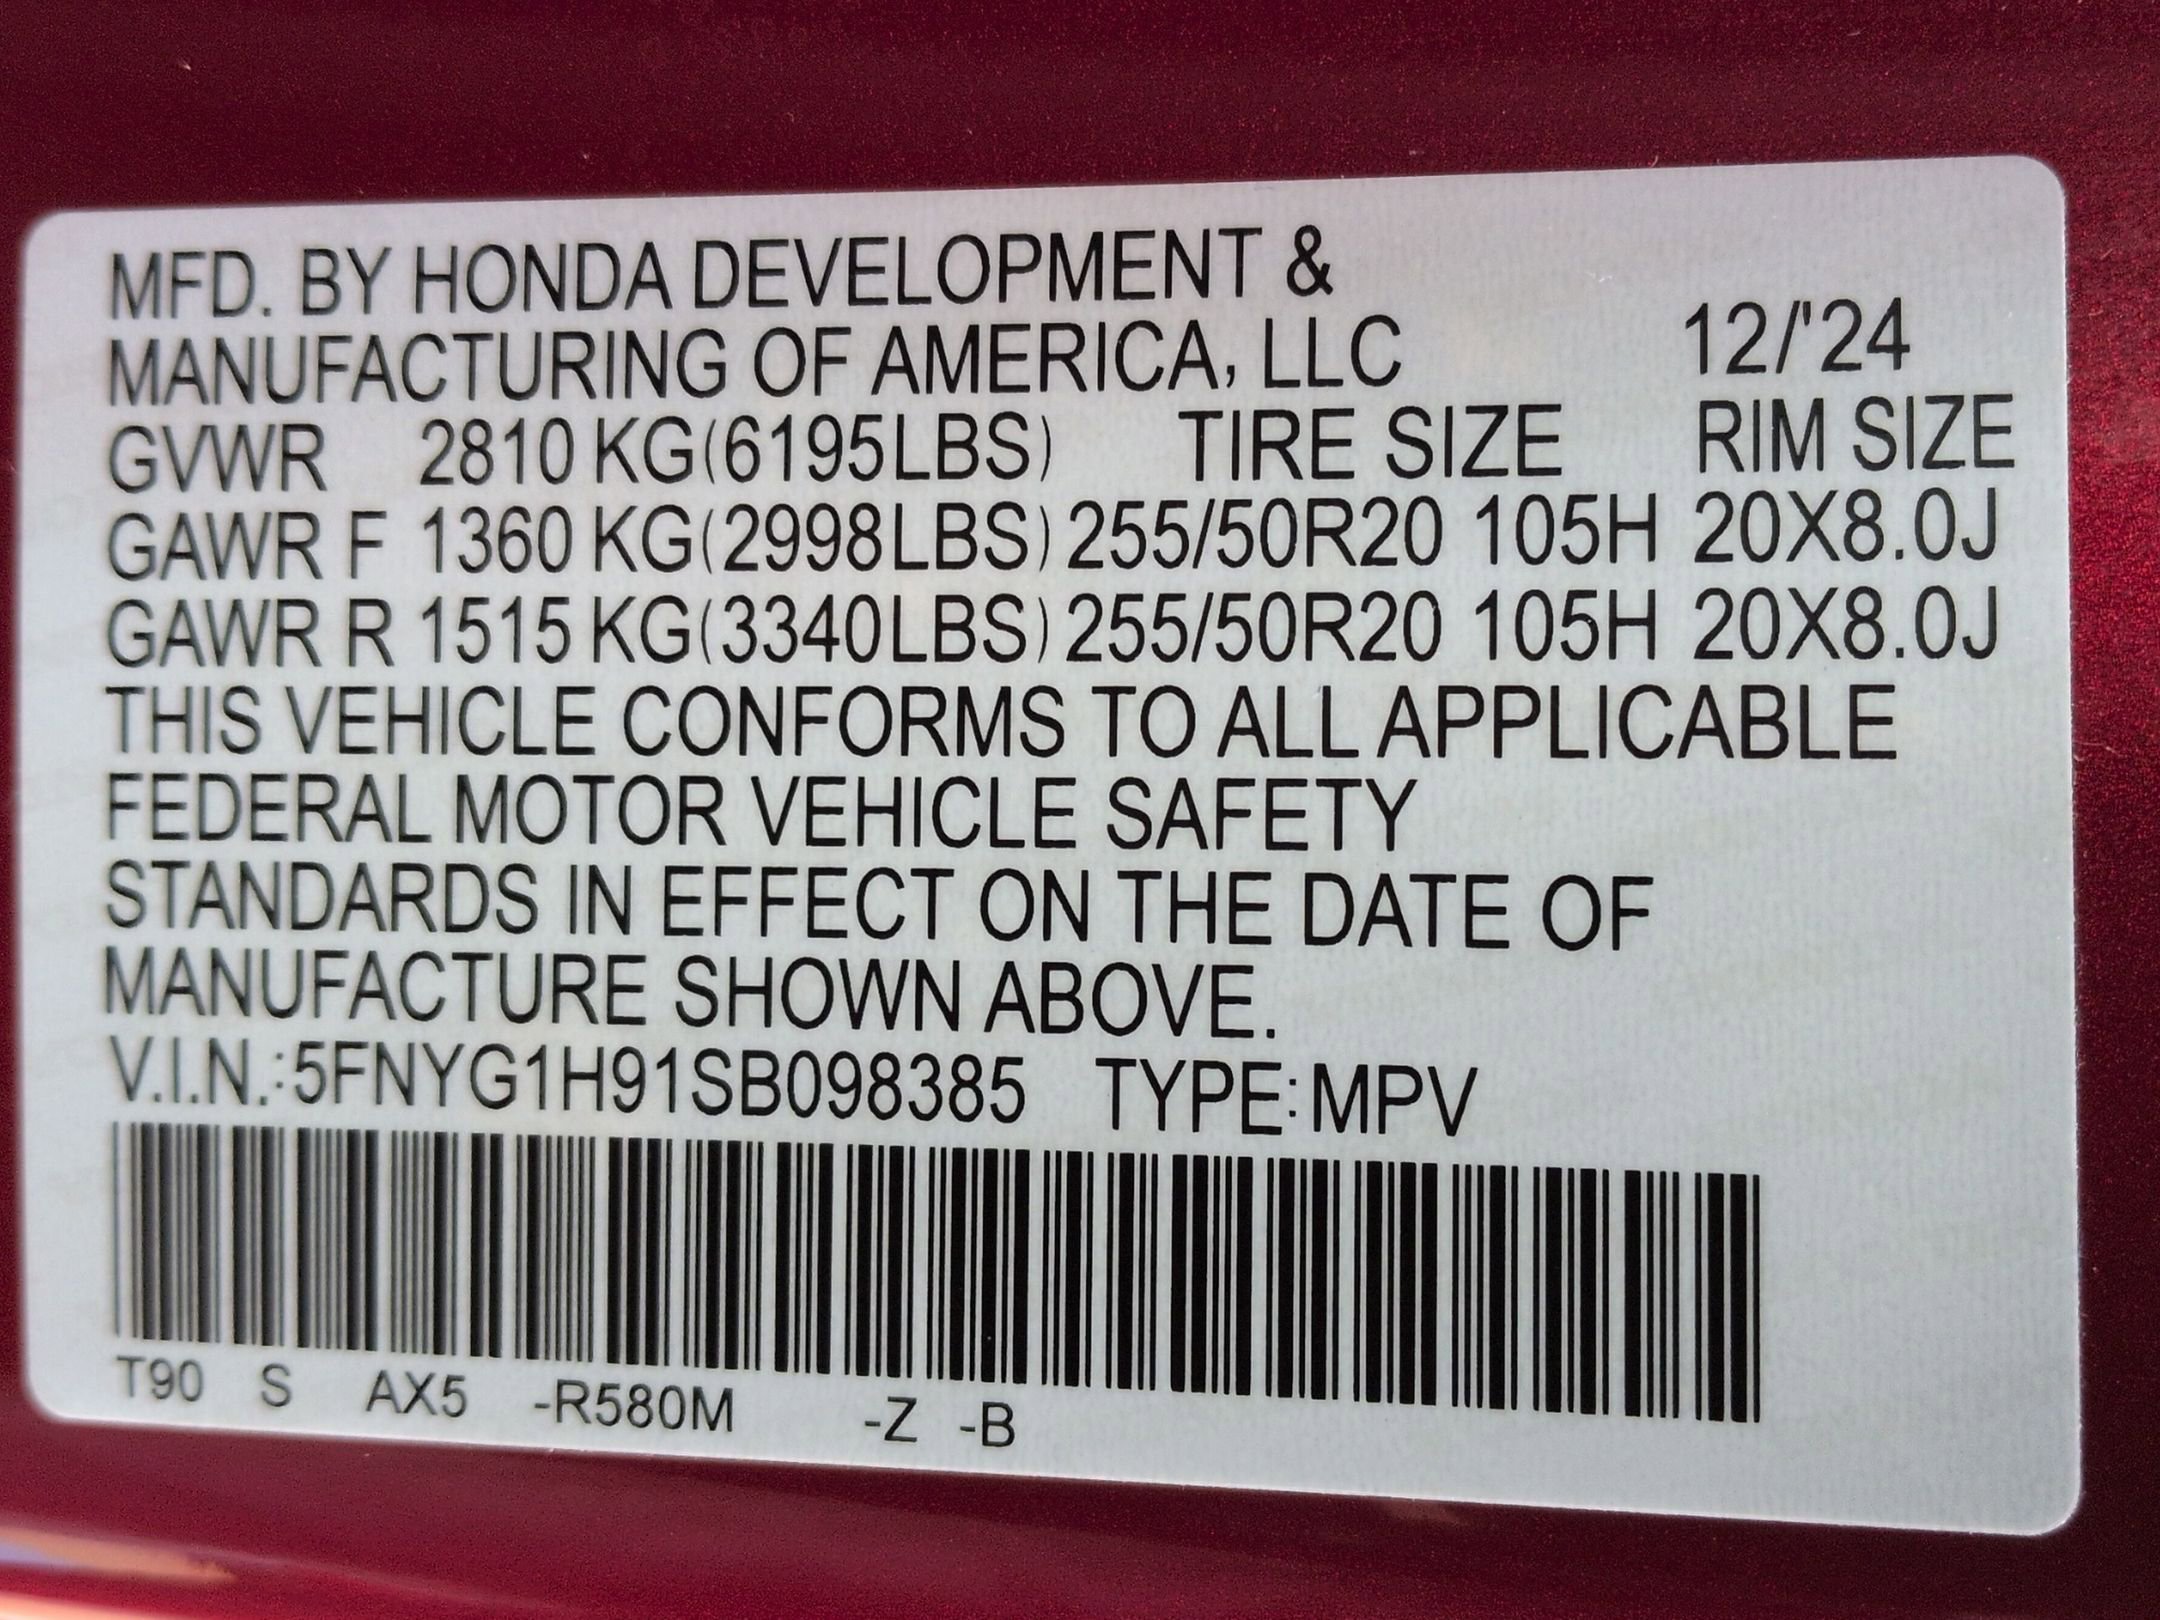 MFD. BY HONDA DEVELOPMENT &
MANUFACTURING OF AMERICA, LLC 12/'24
GVWR 2810 KG(6195LBS) TIRE SIZE RIM SIZE
GAWR F 1360 KG(2998LBS) 255/50R20 105H 20X8.0J
GAWR R 1515 KG(3340LBS) 255/50R20 105H 20X8.0J
THIS VEHICLE CONFORMS TO ALL APPLICABLE
FEDERAL MOTOR VEHICLE SAFETY
STANDARDS IN EFFECT ON THE DATE OF
MANUFACTURE SHOWN ABOVE.
V.I.N.:5FNYG1H91SB098385 TYPE:MPV
T90 S AX5 -R580M -Z -B